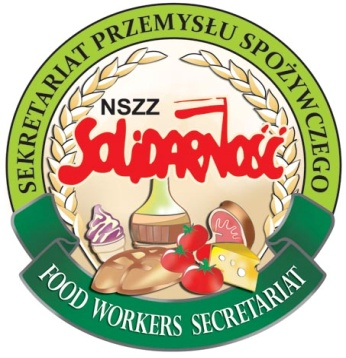 SEKRETARIAT PRZEMYSŁU SPOŻYWCZEGO
NSZZ
SOLIDARNOŚĆ
FOOD WORKERS SECRETARIAT